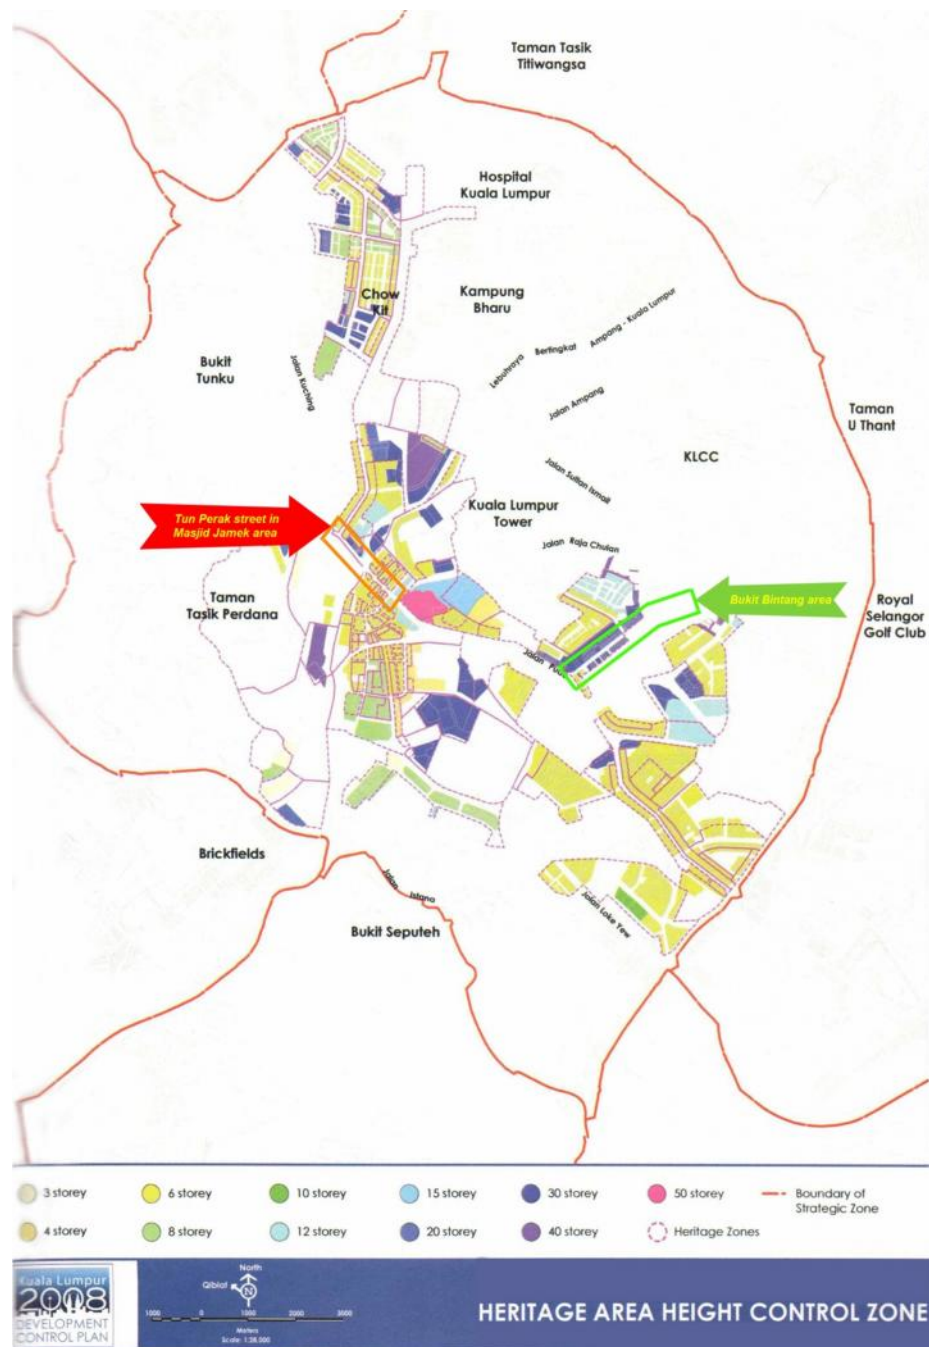 Taman Tasik
Titiwangsa
Hospital
Kuala Lumpur
Chow
Kit
Kampung
Bharu
Lebuhraya Bertingkat Ampang - Kuala Lumpur
Bukit
Tunku
Jalan Kuching
Jalan Ampang
Taman
U Thant
KLCC
Jalan Sultan Ismail
Kuala Lumpur
Tower
Tun Perak street in
Masjid Jamek area
Jalan Raja Chulan
Taman
Tasik Perdana
Bukit Bintang area
Royal
Selangor
Golf Club
Jalan
Brickfields
Jalan Istana
Bukit Seputeh
Jalan Loke Yew
3 storey
6 storey
10 storey
15 storey
30 storey
50 storey
Boundary of
Strategic Zone
4 storey
8 storey
12 storey
20 storey
40 storey
Heritage Zones
Kuala Lumpur
2008
DEVELOPMENT
CONTROL PLAN
North
Qiblat
N
1000 0 1000 2000 3000
Meters
Scale: 1:28,000
HERITAGE AREA HEIGHT CONTROL ZONE